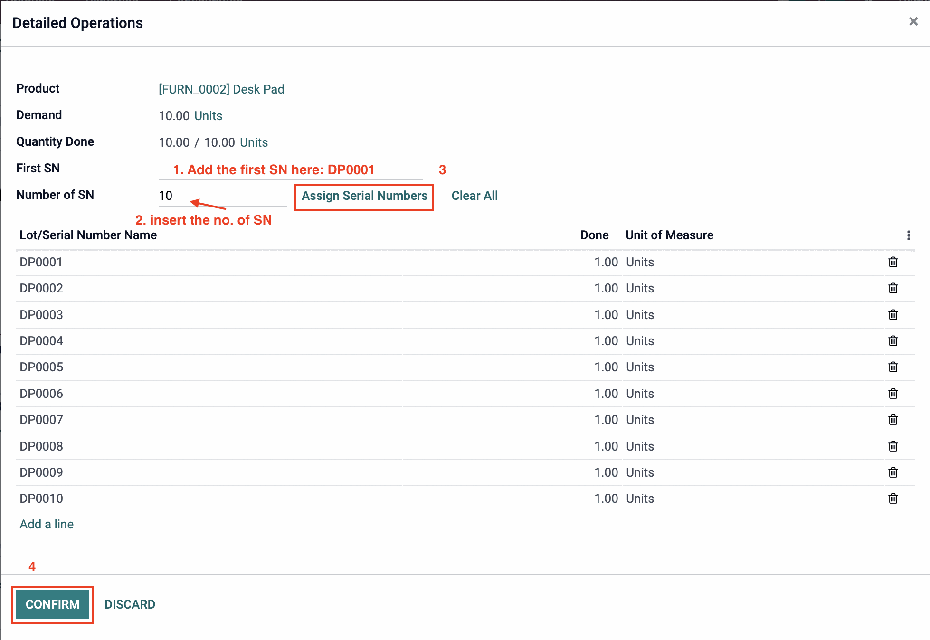 Detailed Operations ×
Product [FURN_0002] Desk Pad
Demand 10.00 Units
Quantity Done 10.00 / 10.00 Units
First SN 1. Add the first SN here: DP0001 3
Number of SN 10 Assign Serial Numbers Clear All
2. insert the no. of SN
Lot/Serial Number Name Done Unit of Measure
DP0001 1.00 Units
DP0002 1.00 Units
DP0003 1.00 Units
DP0004 1.00 Units
DP0005 1.00 Units
DP0006 1.00 Units
DP0007 1.00 Units
DP0008 1.00 Units
DP0009 1.00 Units
DP0010 1.00 Units
Add a line
4
CONFIRM DISCARD